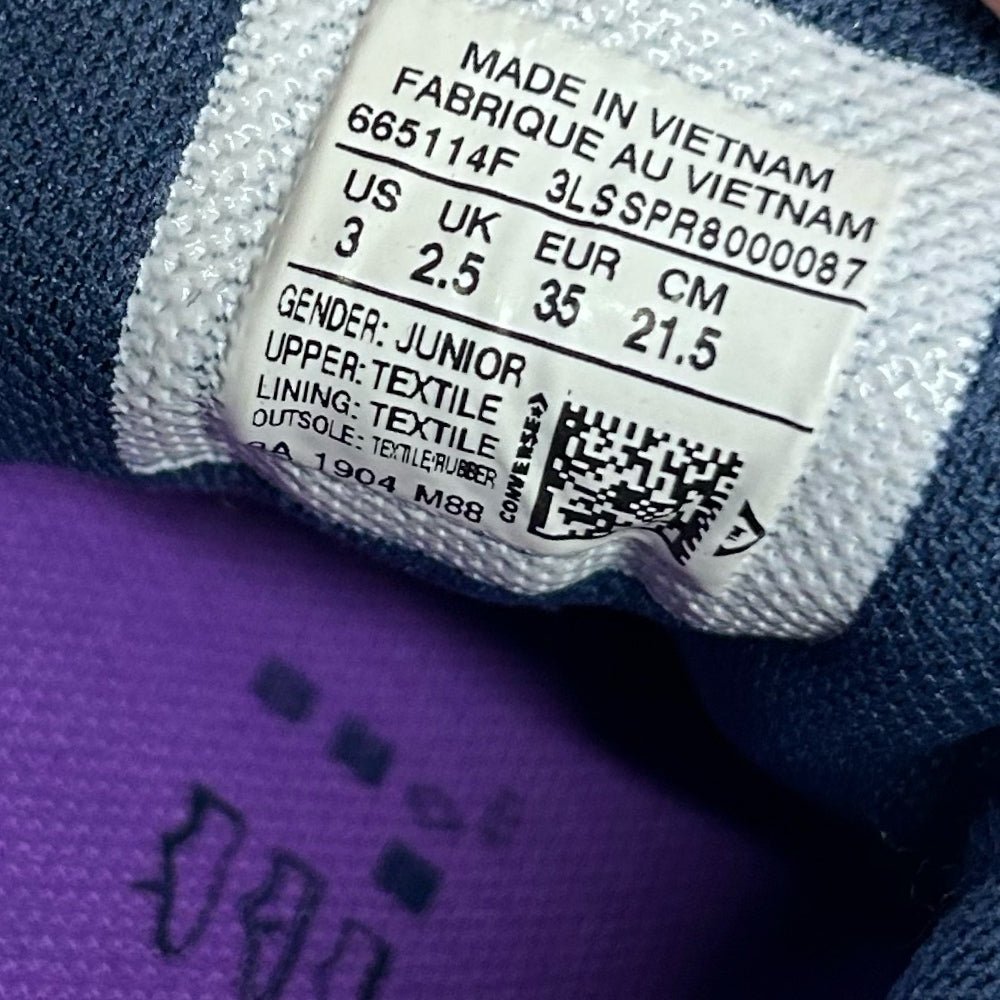 MADE IN VIETNAM
FABRIQUE AU VIETNAM
665114F 3LSSPR8000087
US UK EUR CM
3 2.5 35 21.5
GENDER: JUNIOR
UPPER: TEXTILE
LINING: TEXTILE
OUTSOLE: TEXTILE/RUBBER
1904 M88
CONVERSE